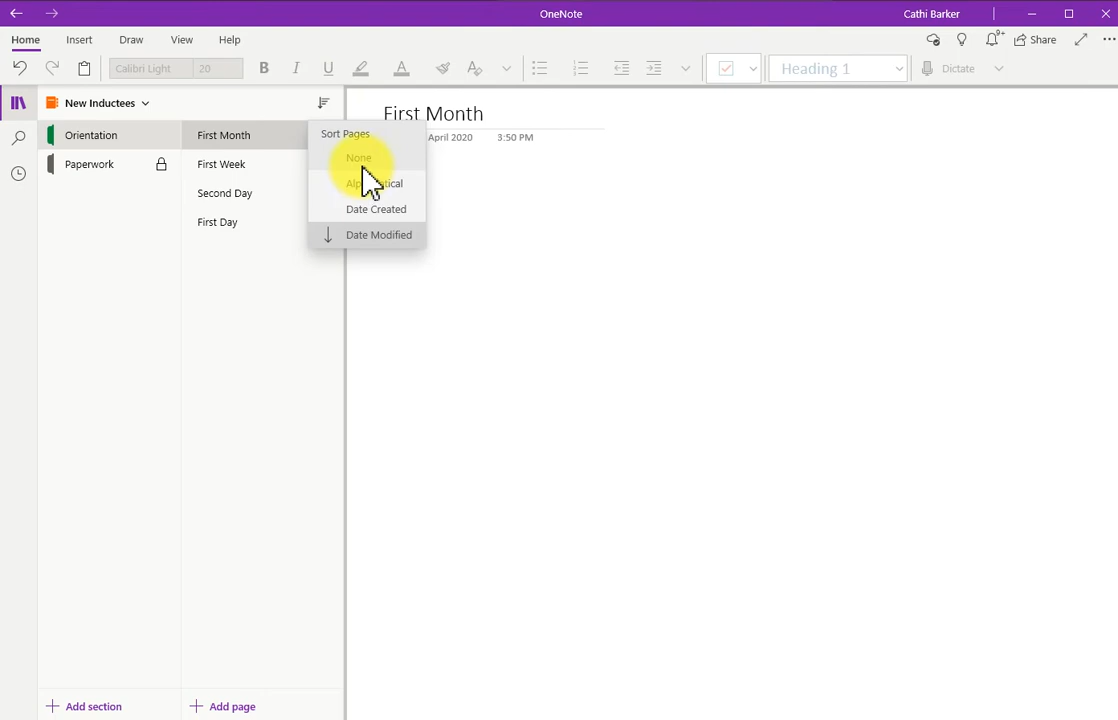 OneNote
Cathi Barker
Home Insert Draw View Help
Share
Calibri Light 20 B I U A Heading 1 Dictate
New Inductees
Orientation
Paperwork
First Month
First Week
Second Day
First Day
Sort Pages
None
Date Created
Date Modified
First Month
April 2020 3:50 PM
Add section
Add page